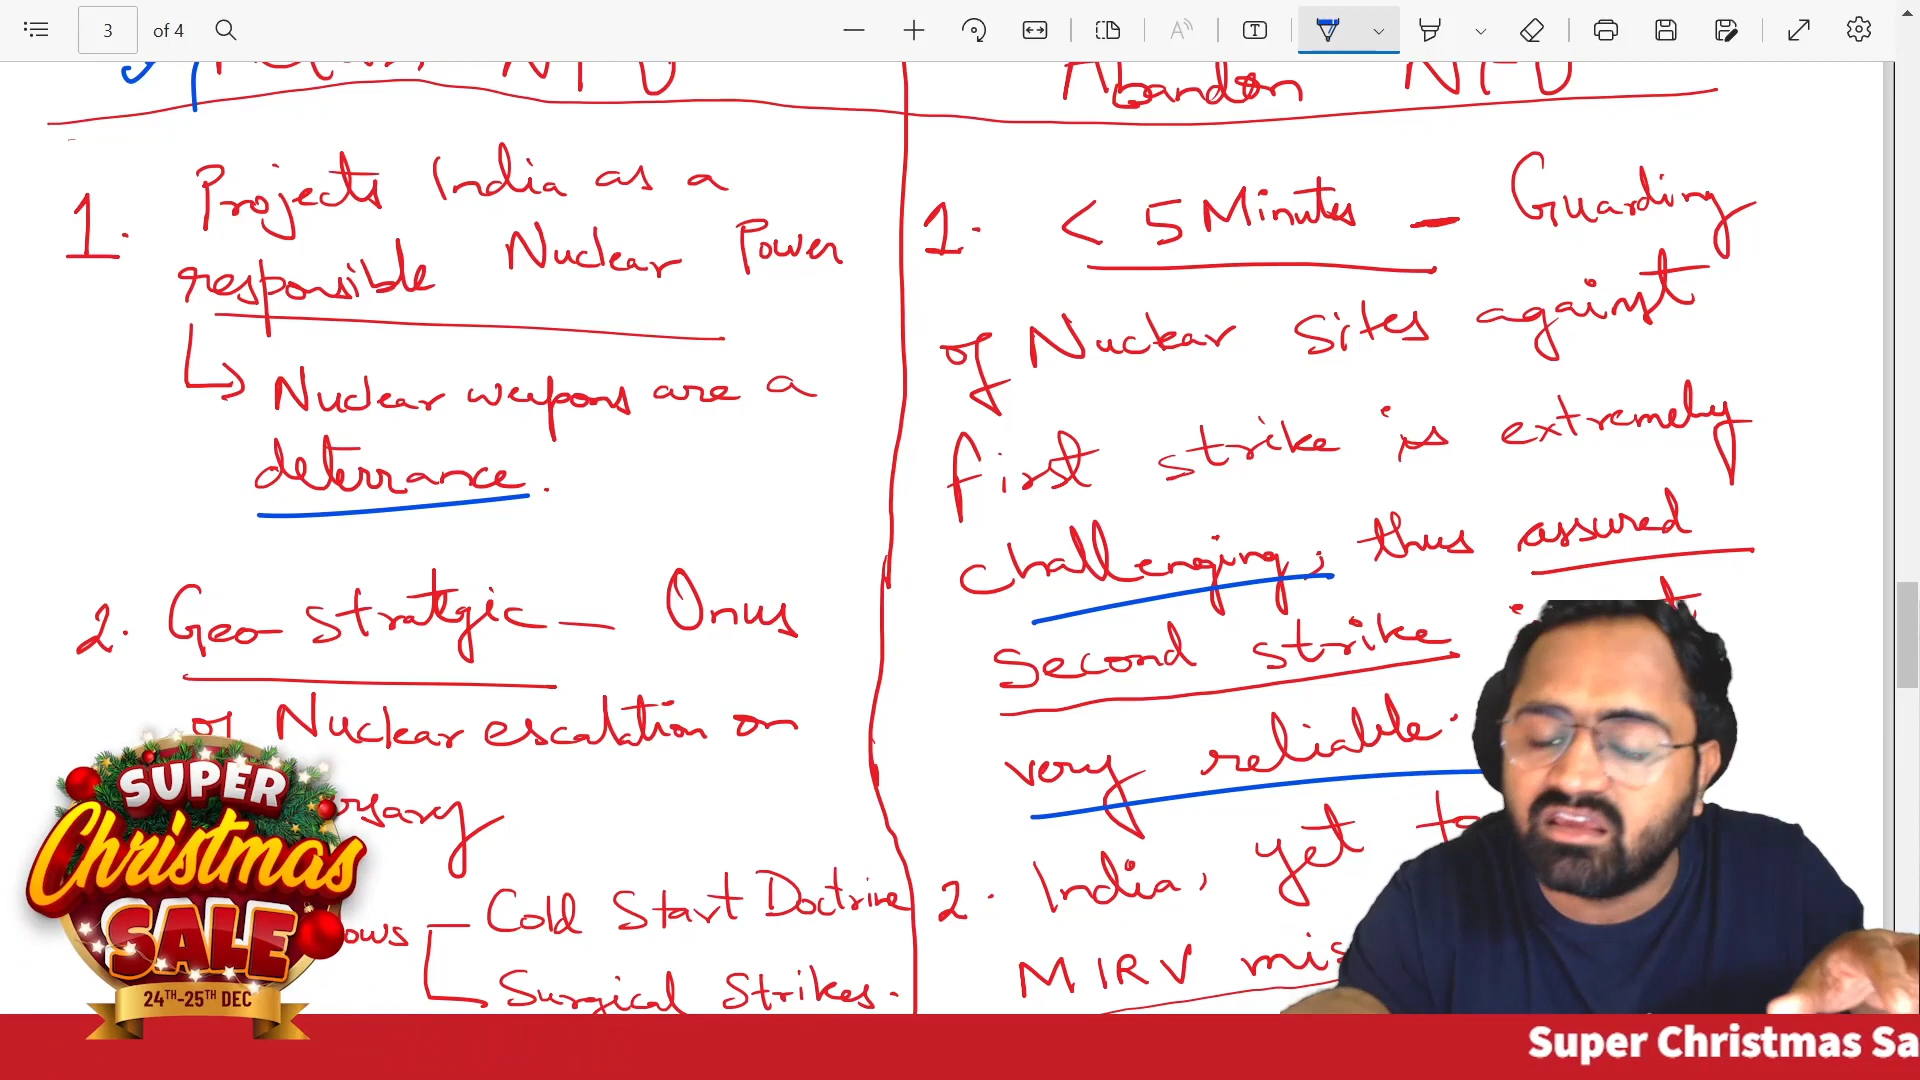 3 of 4
NFU
Abandon NFU
1. Projects India as a
responsible Nuclear Power
Nuclear weapons are a
deterrance.
2. Geo-strategic — Onus
of Nuclear escalation on
Cold Start Doctrine
Surgical Strikes.
1. < 5 Minutes - Guarding
of Nuclear Sites against
first strike is extremely
challenging, thus assured
second strike
very reliable.
2. India, yet
MIRV
SUPER
Christmas
SALE
24TH-25TH DEC
Super Christmas Sa